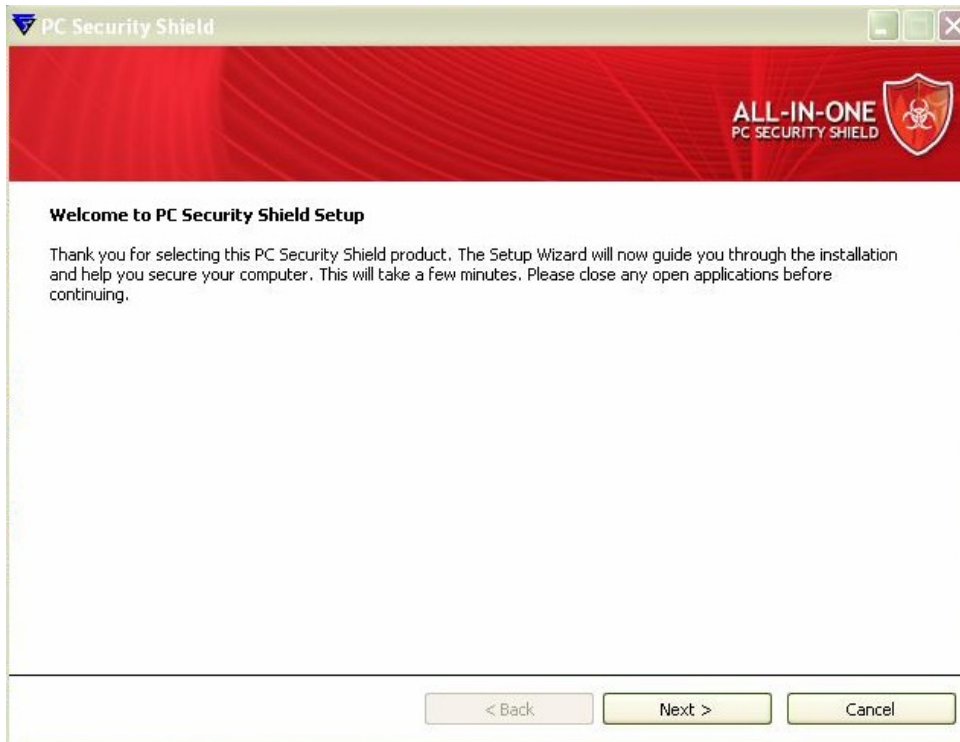 PC Security Shield
ALL-IN-ONE
PC SECURITY SHIELD
Welcome to PC Security Shield Setup
Thank you for selecting this PC Security Shield product. The Setup Wizard will now guide you through the installation
and help you secure your computer. This will take a few minutes. Please close any open applications before
continuing.
< Back
Next >
Cancel